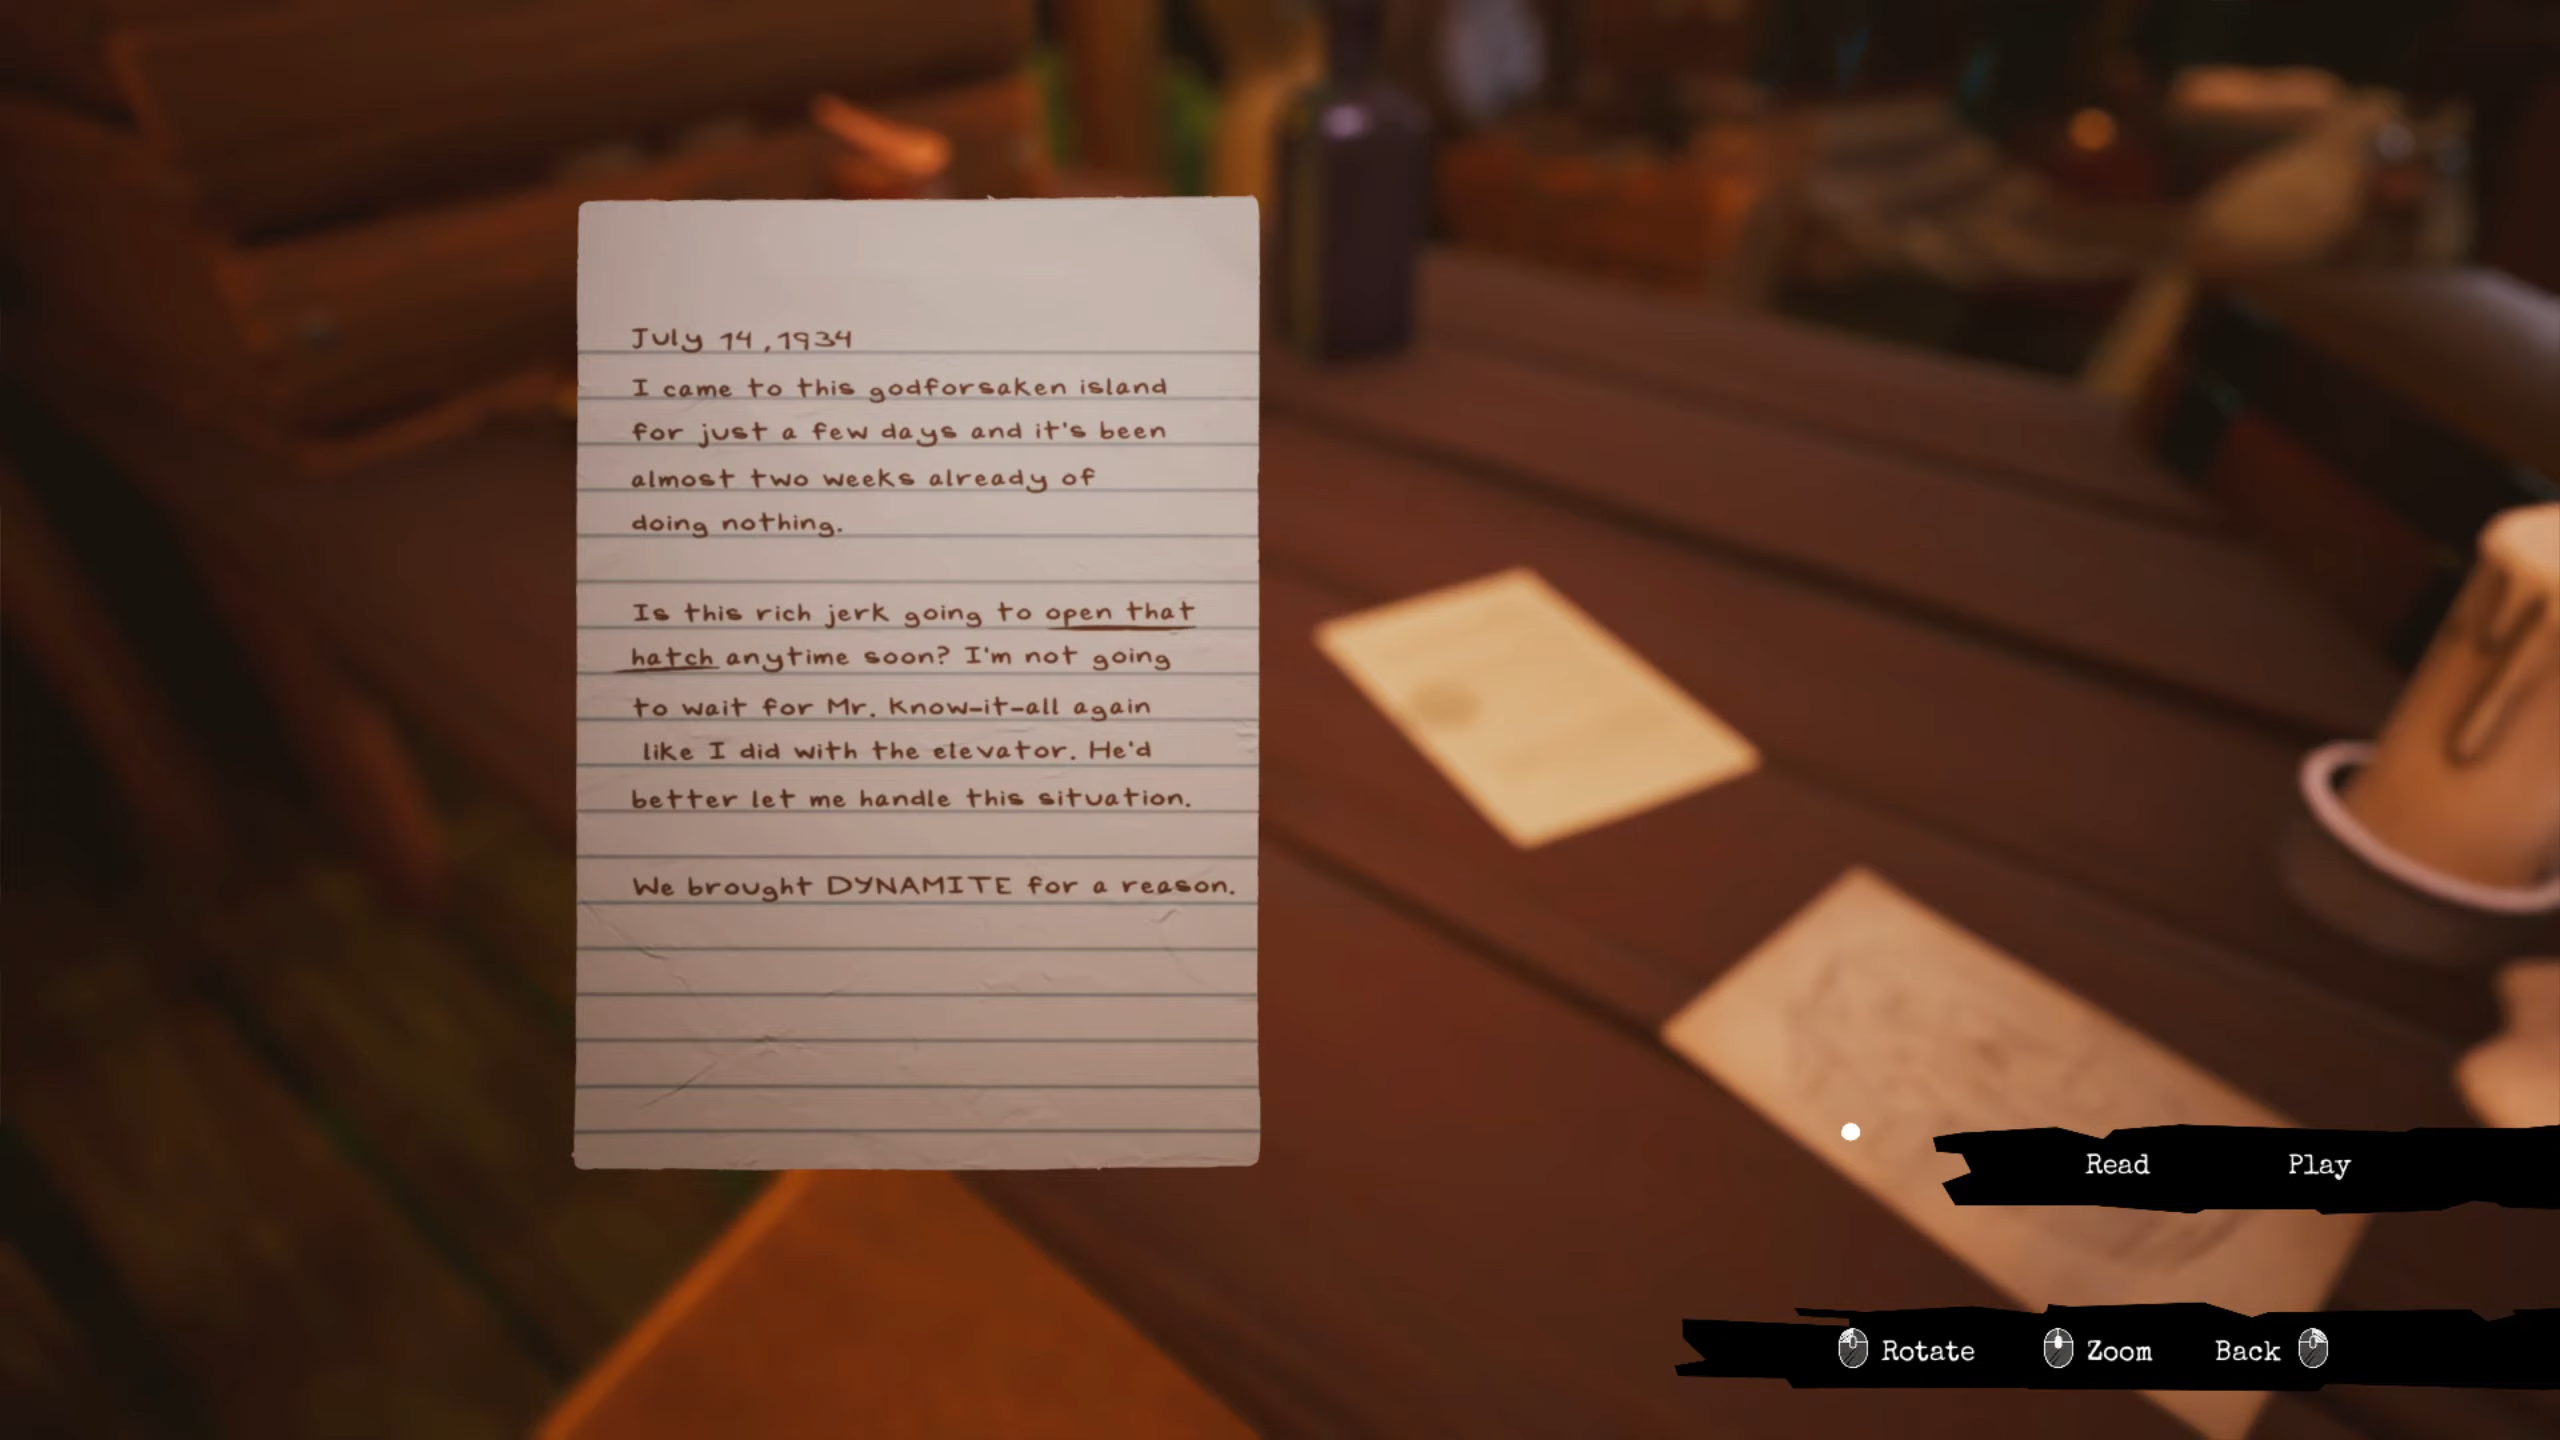 July 14, 1934
I came to this godforsaken island
for just a few days and it's been
almost two weeks already of
doing nothing.
Is this rich jerk going to open that
hatch anytime soon? I'm not going
to wait for Mr. Know-it-all again
like I did with the elevator. He'd
better let me handle this situation.
We brought DYNAMITE for a reason.
Read Play
Rotate Zoom Back